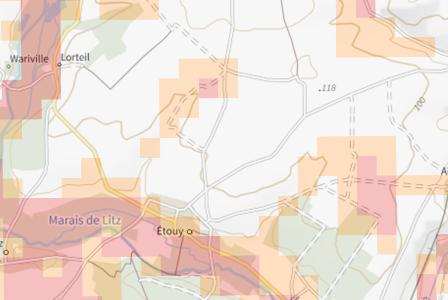 Wariville
Lorteil
118
100
A
Marais de Litz
Étouy
z